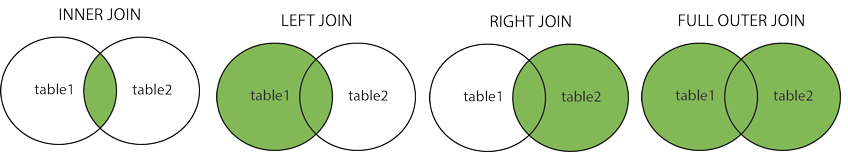 INNER JOIN
LEFT JOIN
RIGHT JOIN
FULL OUTER JOIN
table1
table2
table1
table2
table1
table2
table1
table2